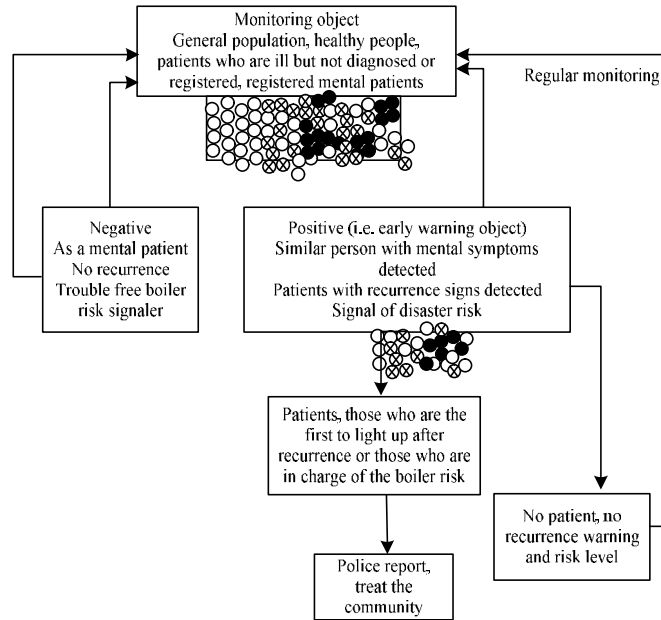 Monitoring object
General population, healthy people,
patients who are ill but not diagnosed or
registered, registered mental patients
Regular monitoring
Negative
As a mental patient
No recurrence
Trouble free boiler
risk signaler
Positive (i.e. early warning object)
Similar person with mental symptoms
detected
Patients with recurrence signs detected
Signal of disaster risk
Patients, those who are the
first to light up after
recurrence or those who are
in charge of the boiler risk
No patient, no
recurrence warning
and risk level
Police report,
treat the
community